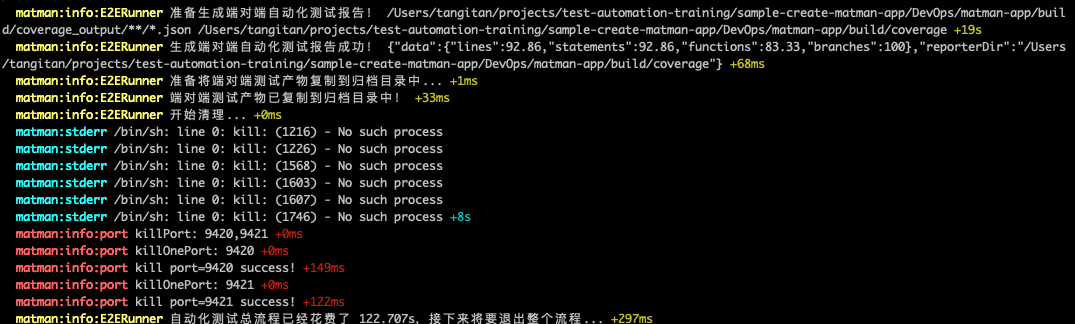 matman:info:E2ERunner 准备生成端对端自动化测试报告! /Users/tangitan/projects/test-automation-training/sample-create-matman-app/DevOps/matman-app/buil
d/coverage_output/**/*.json /Users/tangitan/projects/test-automation-training/sample-create-matman-app/DevOps/matman-app/build/coverage +19s
matman:info:E2ERunner 生成端对端自动化测试报告成功! {"data":{"lines":92.86,"statements":92.86,"functions":83.33,"branches":100},"reporterDir":"/Users
/tangitan/projects/test-automation-training/sample-create-matman-app/DevOps/matman-app/build/coverage"} +68ms
matman:info:E2ERunner 准备将端对端测试产物复制到归档目录中... +1ms
matman:info:E2ERunner 端对端测试产物已复制到归档目录中! +33ms
matman:info:E2ERunner 开始清理... +0ms
matman:stderr /bin/sh: line 0: kill: (1216) - No such process
matman:stderr /bin/sh: line 0: kill: (1226) - No such process
matman:stderr /bin/sh: line 0: kill: (1568) - No such process
matman:stderr /bin/sh: line 0: kill: (1603) - No such process
matman:stderr /bin/sh: line 0: kill: (1607) - No such process
matman:stderr /bin/sh: line 0: kill: (1746) - No such process +8s
matman:info:port killPort: 9420,9421 +0ms
matman:info:port killOnePort: 9420 +0ms
matman:info:port kill port=9420 success! +149ms
matman:info:port killOnePort: 9421 +0ms
matman:info:port kill port=9421 success! +122ms
matman:info:E2ERunner 自动化测试总流程已经花费了 122.707s, 接下来将要退出整个流程... +297ms